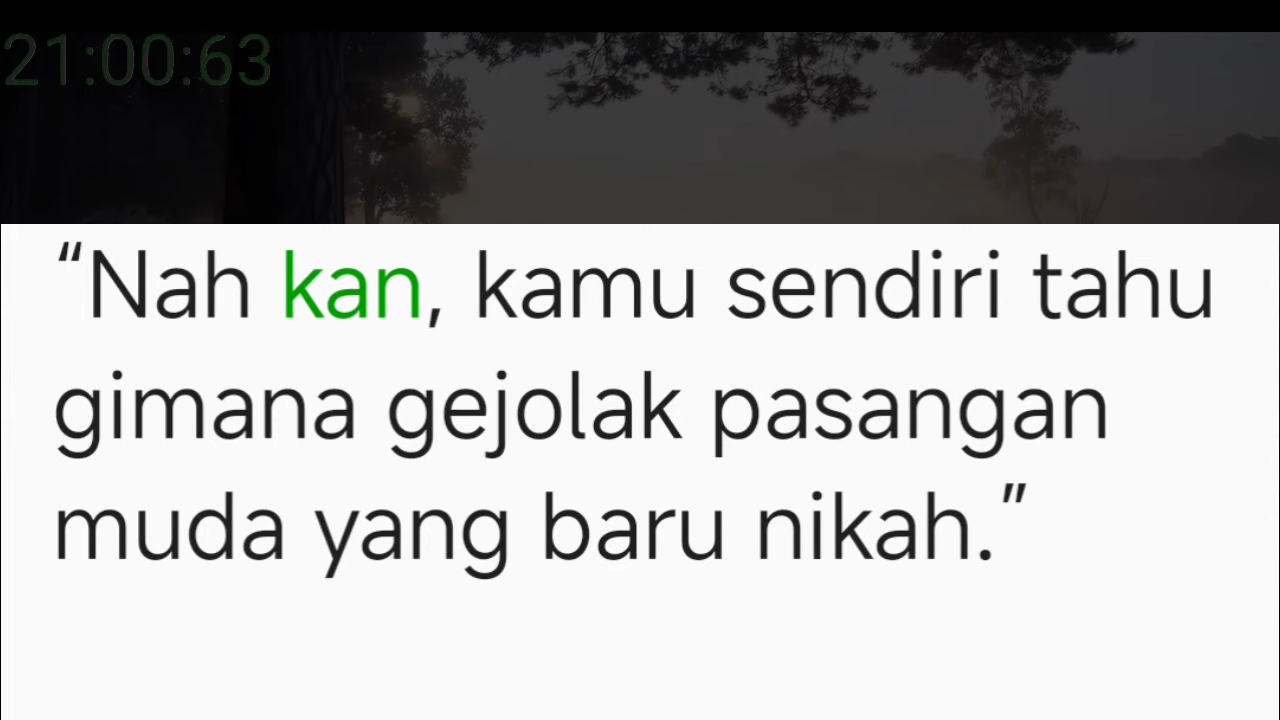 21:00:63
“Nah kan, kamu sendiri tahu
gimana gejolak pasangan
muda yang baru nikah.”